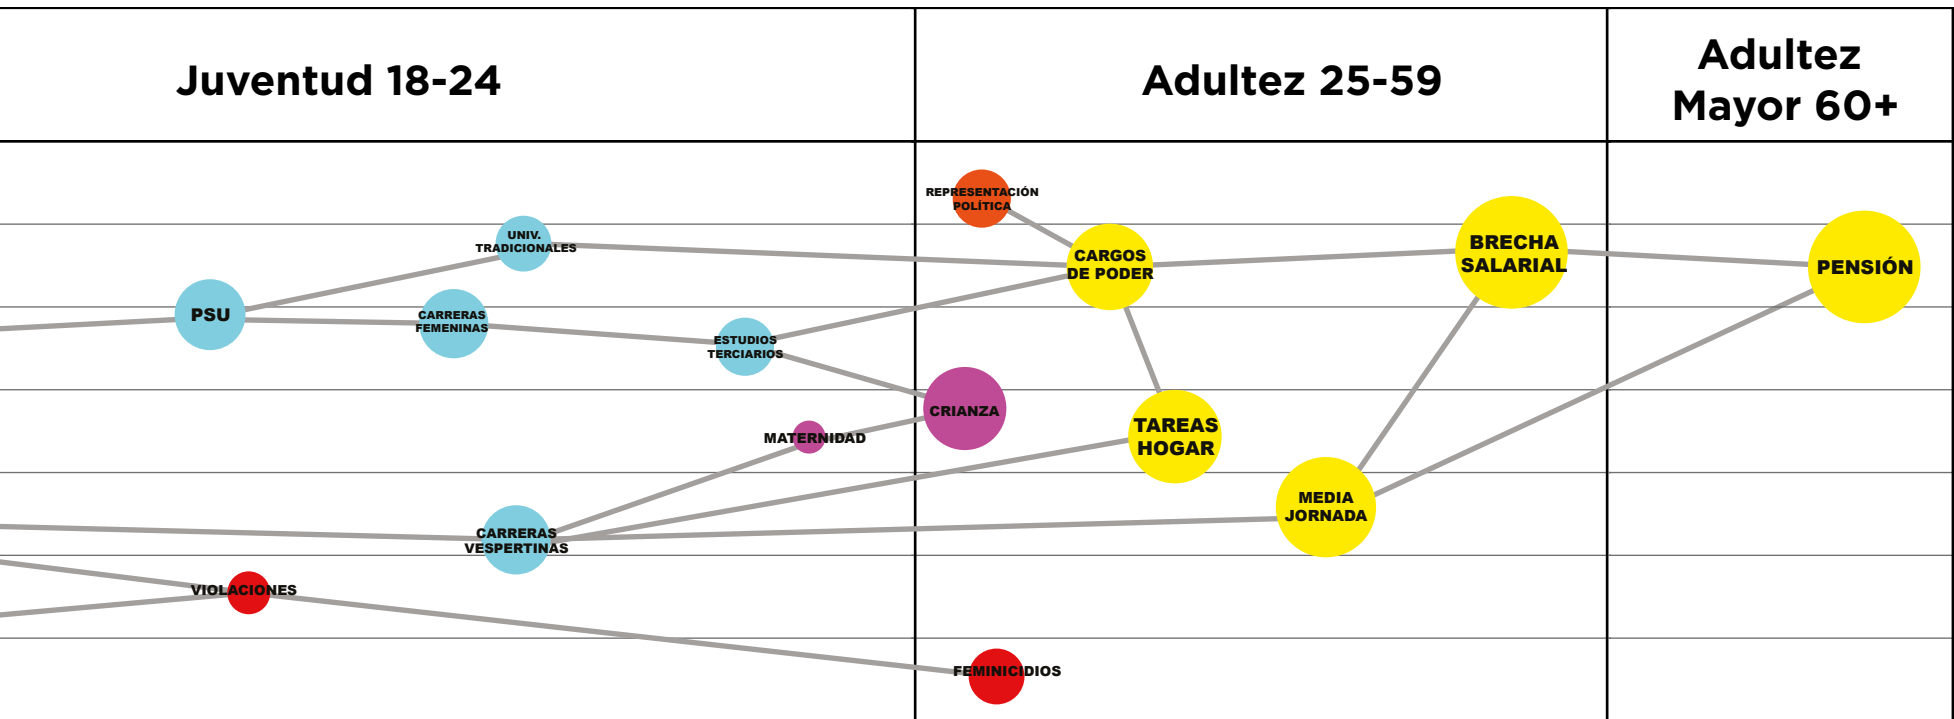 Juventud 18-24
Adultez 25-59
Adultez
Mayor 60+
REPRESENTACIÓN
POLÍTICA
UNIV.
TRADICIONALES
CARGOS
DE PODER
BRECHA
SALARIAL
PENSIÓN
PSU
CARRERAS
FEMENINAS
ESTUDIOS
TERCIARIOS
CRIANZA
MATERNIDAD
TAREAS
HOGAR
MEDIA
JORNADA
CARRERAS
VESPERTINAS
VIOLACIONES
FEMINICIDIOS